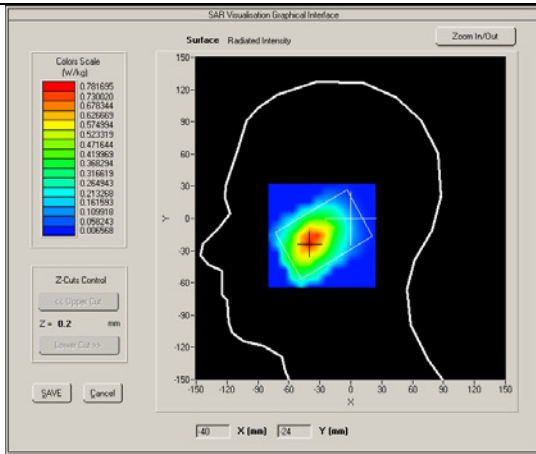 SAR Visualisation Graphical Interface
Surface Radiated Intensity
Zoom In/Out
Colors Scale
(W/kg)
0.781695
0.730020
0.678344
0.626669
0.574994
0.523319
0.471644
0.419969
0.368294
0.316619
0.264943
0.213268
0.161593
0.109918
0.058243
0.006568
Z-Cuts Control
<< Upper Cut
Z = 0.2 mm
Lower Cut >>
SAVE Cancel
150
120
90
60
30
Y 0
-30
-60
-90
-120
-150
-150 -120 -90 -60 -30 0 30 60 90 120 150
X
-40 X (mm) -24 Y (mm)